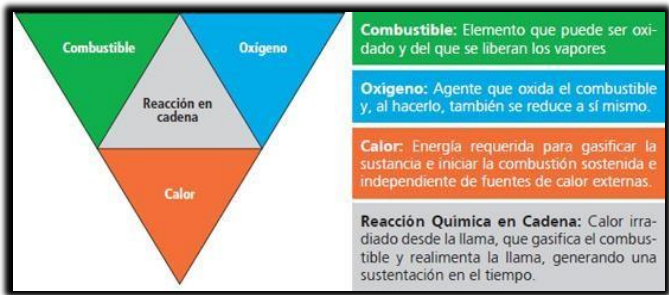 Combustible
Oxígeno
Reacción en
cadena
Calor
Combustible: Elemento que puede ser oxi-
dado y del que se liberan los vapores
Oxigeno: Agente que oxida el combustible
y, al hacerlo, también se reduce a sí mismo.
Calor: Energía requerida para gasificar la
sustancia e iniciar la combustión sostenida e
independiente de fuentes de calor externas.
Reacción Química en Cadena: Calor irra-
diado desde la llama, que gasifica el combus-
tible y realimenta la llama, generando una
sustentación en el tiempo.